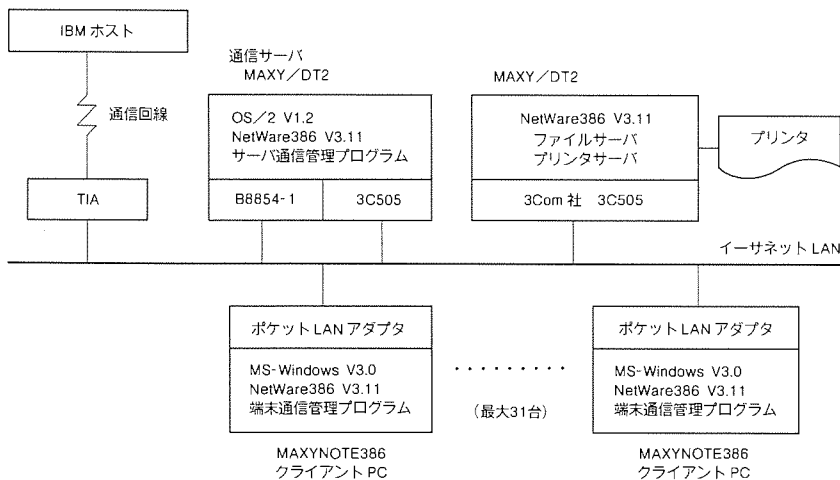 IBM ホスト
通信回線
TIA
通信サーバ
MAXY／DT2
OS／2 V1.2
NetWare386 V3.11
サーバ通信管理プログラム
B8854-1
3C505
MAXY／DT2
NetWare386 V3.11
ファイルサーバ
プリンタサーバ
3Com 社 3C505
プリンタ
イーサネット LAN
ポケット LAN アダプタ
MS-Windows V3.0
NetWare386 V3.11
端末通信管理プログラム
MAXYNOTE386
クライアント PC
・・・・・・・・・
（最大31台）
ポケット LAN アダプタ
MS-Windows V3.0
NetWare386 V3.11
端末通信管理プログラム
MAXYNOTE386
クライアント PC